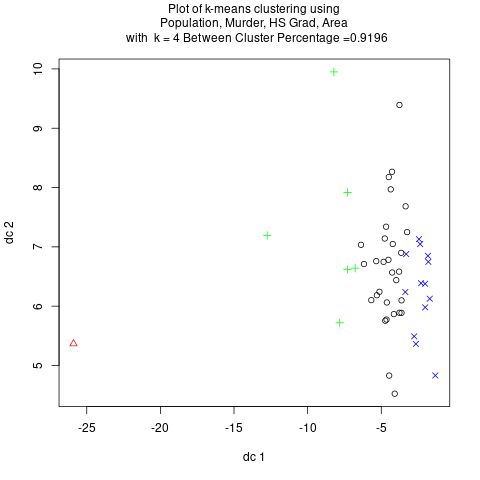 Plot of k-means clustering using
Population, Murder, HS Grad, Area
with k = 4 Between Cluster Percentage =0.9196
10
9
8
7
6
5
dc 2
-25
-20
-15
-10
-5
dc 1